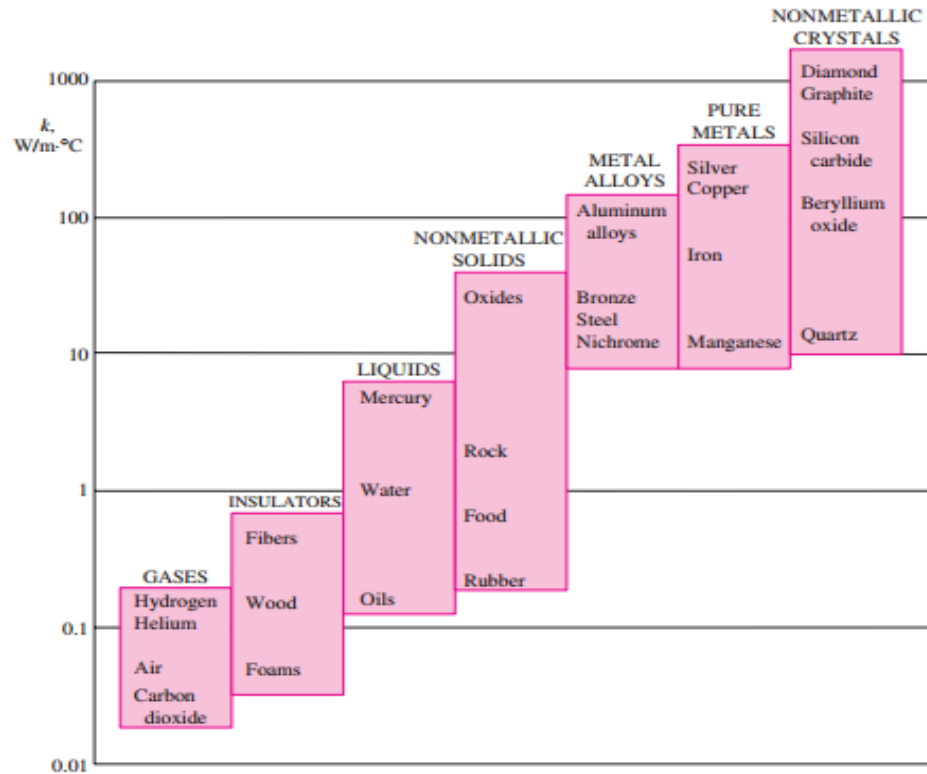 NONMETALLIC
CRYSTALS
1000
k,
W/m·°C
Diamond
Graphite
Silicon
carbide
Beryllium
oxide
Quartz
PURE
METALS
Silver
Copper
Iron
Manganese
METAL
ALLOYS
Aluminum
alloys
Bronze
Steel
Nichrome
100
NONMETALLIC
SOLIDS
Oxides
Rock
Food
Rubber
10
LIQUIDS
Mercury
Water
Oils
1
INSULATORS
Fibers
Wood
Foams
GASES
Hydrogen
Helium
Air
Carbon
dioxide
0.1
0.01